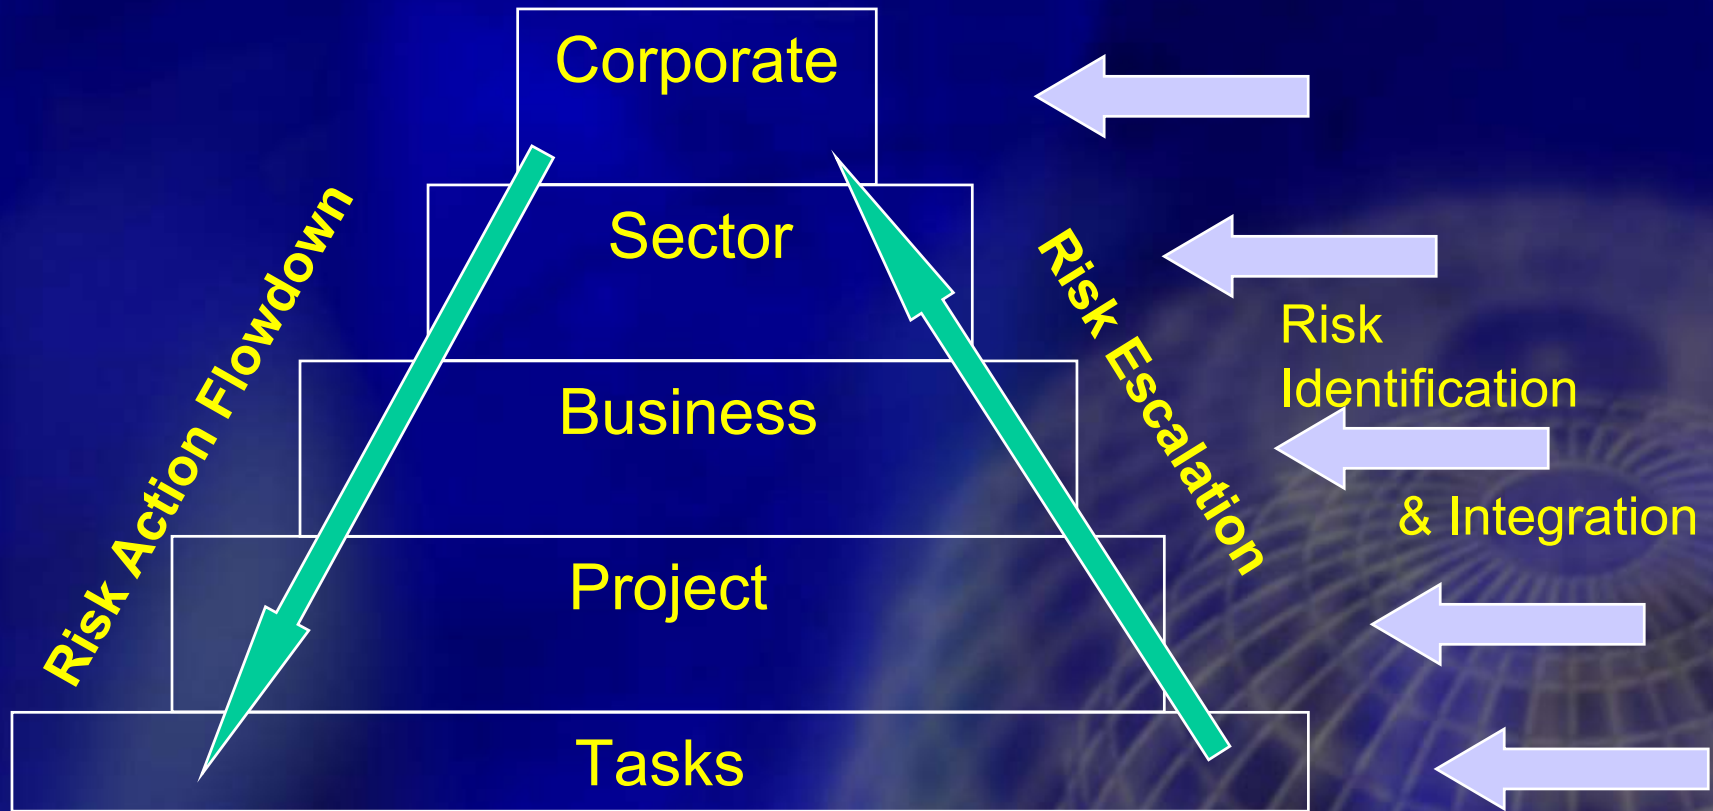 Corporate
Sector
Business
Project
Tasks
Risk Action Flowdown
Risk Escalation
Risk
Identification
& Integration